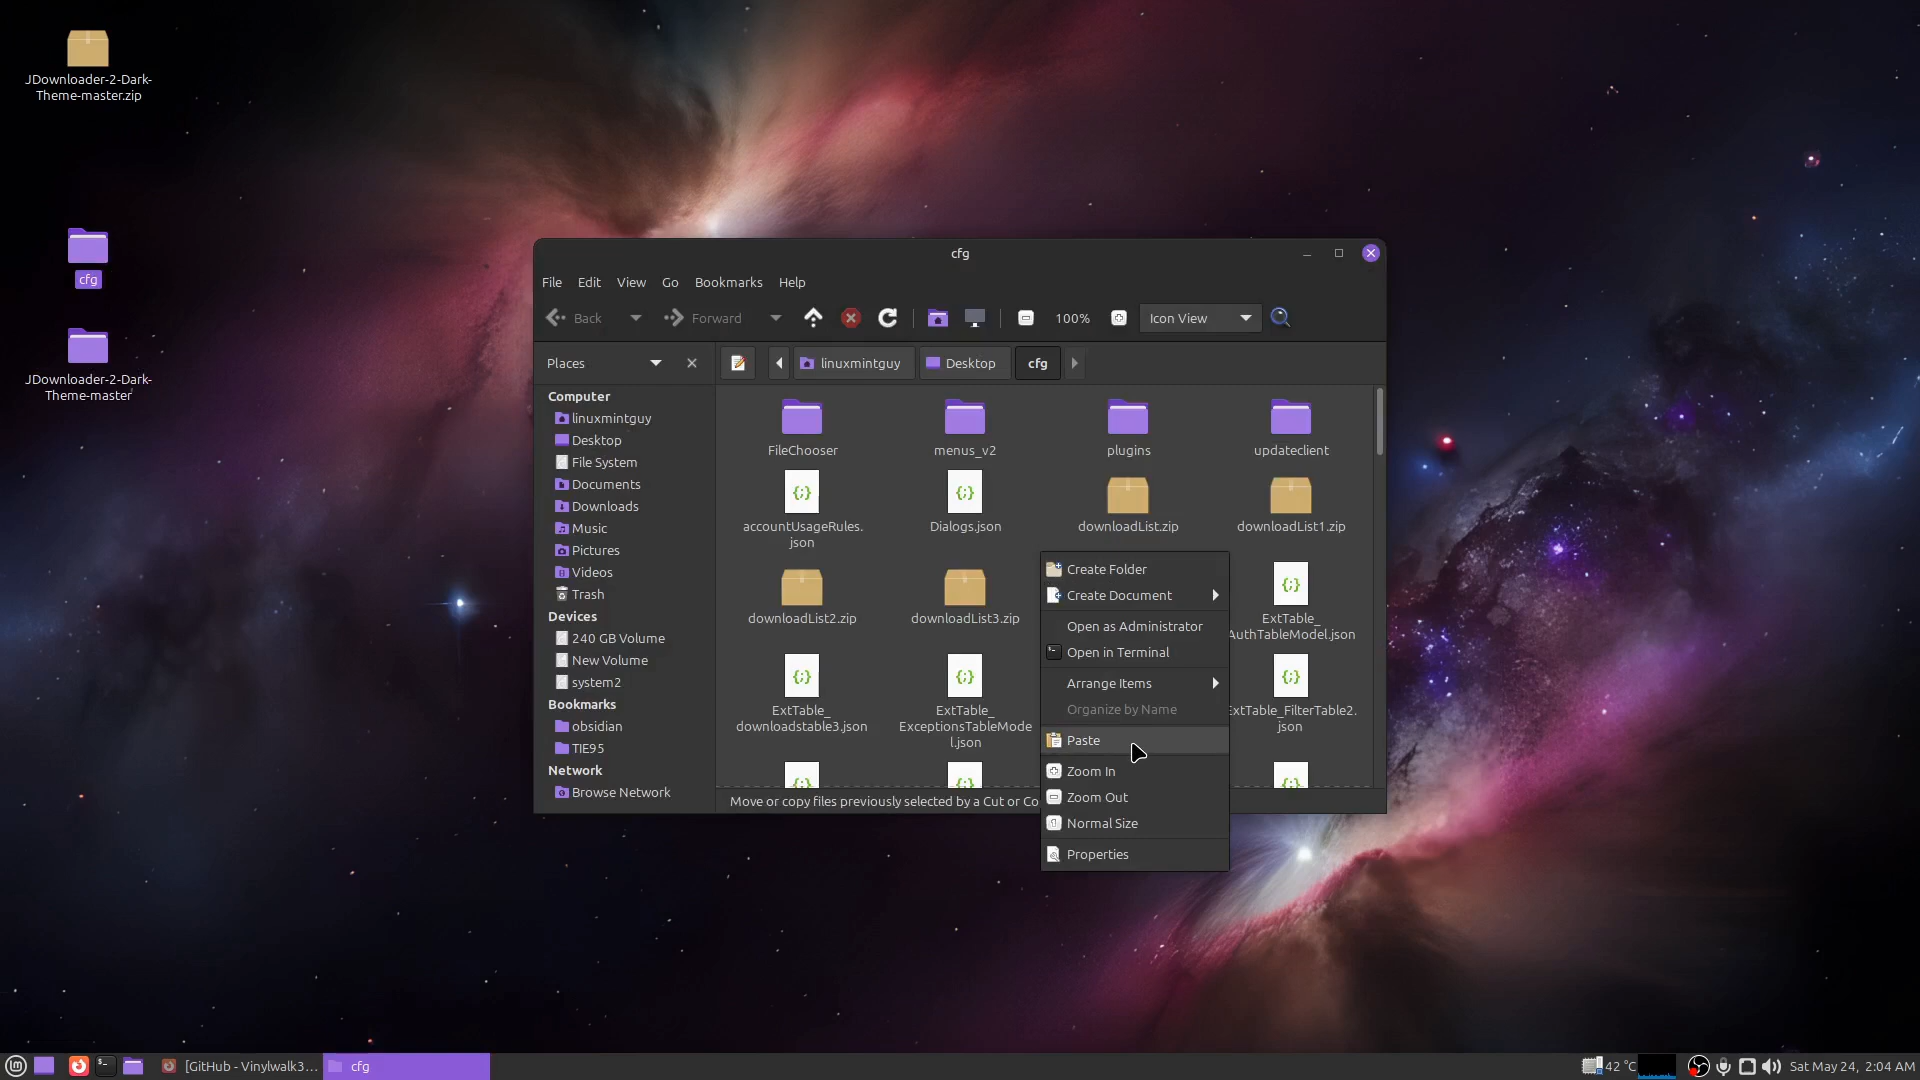 JDownloader-2-Dark-
Theme-master.zip
cfg
JDownloader-2-Dark-
Theme-master
cfg
File Edit View Go Bookmarks Help
Back Forward 100% Icon View
Places linuxmintguy Desktop cfg
Computer
linuxmintguy
Desktop
File System
Documents
Downloads
Music
Pictures
Videos
Trash
Devices
240 GB Volume
New Volume
system2
Bookmarks
obsidian
TIE95
Network
Browse Network
FileChooser menus_v2 plugins updateclient
accountUsageRules.
json
Dialogs.json
downloadList.zip
downloadList1.zip
downloadList2.zip
downloadList3.zip
ExtTable_
AuthTableModel.json
ExtTable_
downloadstable3.json
ExtTable_
ExceptionsTableMode
l.json
ExtTable_FilterTable2.
json
Move or copy files previously selected by a Cut or Co
Create Folder
Create Document
Open as Administrator
Open in Terminal
Arrange Items
Organize by Name
Paste
Zoom In
Zoom Out
Normal Size
Properties
[GitHub - Vinylwalk3... cfg 42 °C Sat May 24, 2:04 AM